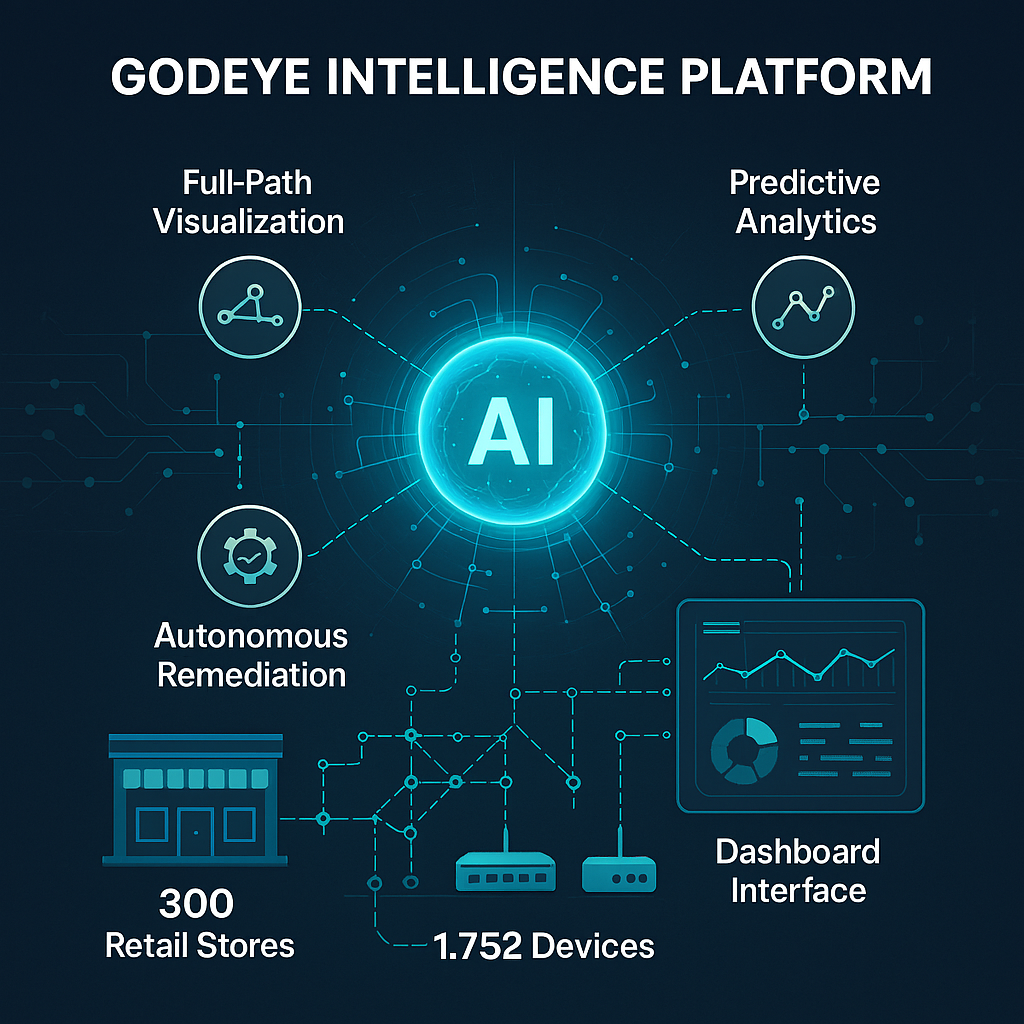 GODEYE INTELLIGENCE PLATFORM
Full-Path
Visualization
Predictive
Analytics
AI
Autonomous
Remediation
Dashboard
Interface
300
Retail Stores
1.752 Devices